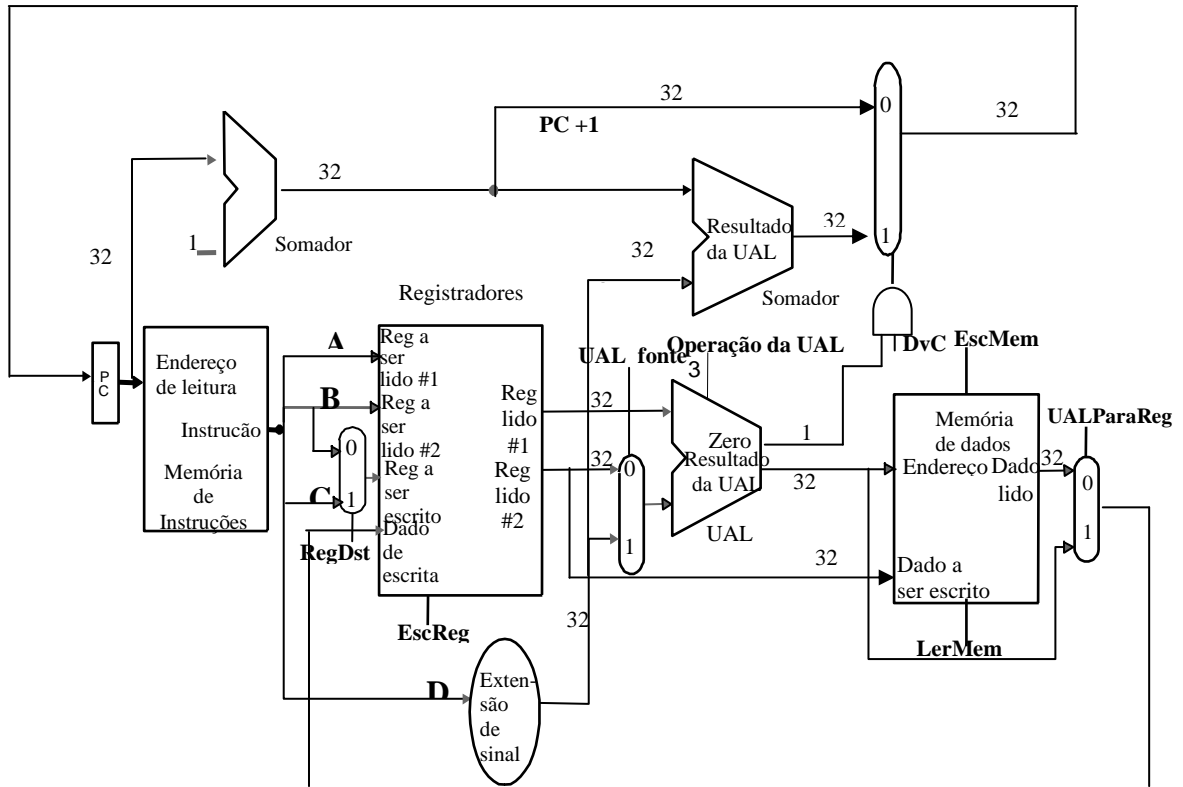 32
0
PC +1
32
32
1
Somador
32
32
Resultado
da UAL
32
1
Somador
Registradores
P
C
Endereço
de leitura
Instrucão
Memória
de
Instruções
A
B
C
D
0
1
RegDst
Reg a
ser
lido #1
Reg a
ser
lido #2
Reg a
ser
escrito
Dado
de
escrita
Reg
lido
#1
Reg
lido
#2
EscReg
32
32
UAL fonte
0
1
Operação da UAL
3
Zero
Resultado
da UAL
UAL
1
32
DvC
EscMem
Memória
de dados
Endereço
Dado
lido
Dado a
ser escrito
LerMem
32
32
UALParaReg
0
1
32
Exten-
são
de
sinal